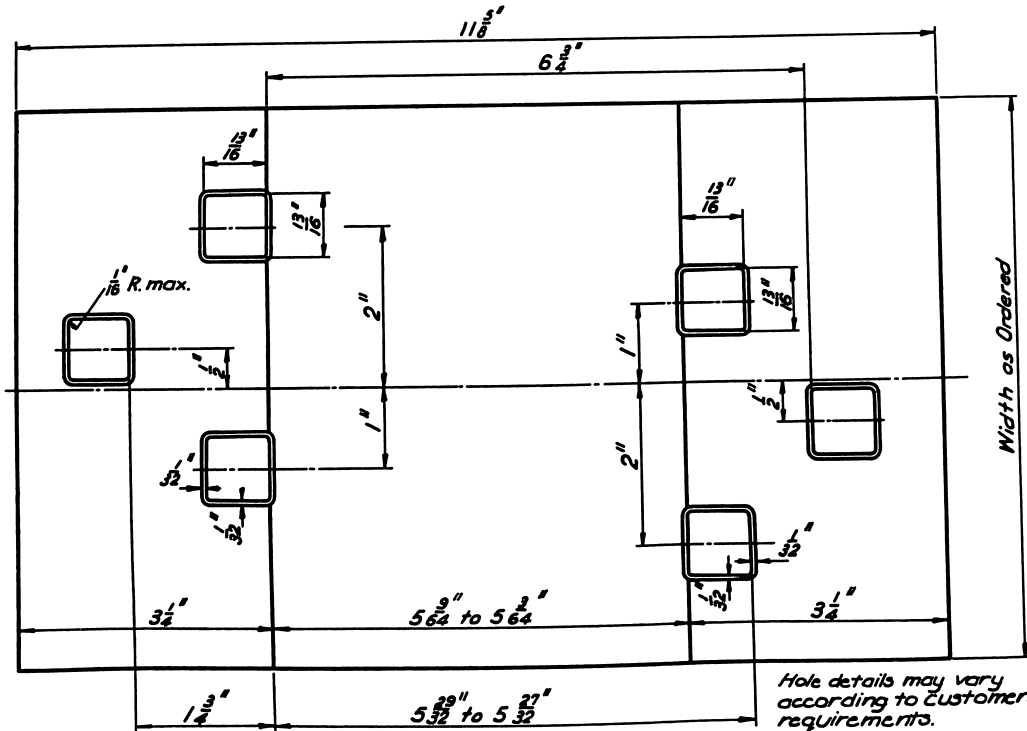 11 5/8"
6 3/4"
13/16"
13/16"
13/16"
13/16"
1/16" R. max.
2"
1/2"
1"
1"
1/2"
2"
1/32"
1/32"
1/32"
1/32"
Width as Ordered
3 1/4"
5 9/64" to 5 3/64"
3 1/4"
1 3/4"
5 29/32" to 5 27/32"
Hole details may vary
according to customer
requirements.